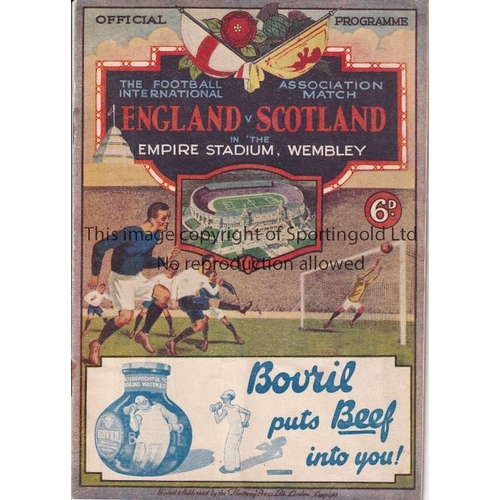 OFFICIAL PROGRAMME
THE FOOTBALL ASSOCIATION
INTERNATIONAL MATCH
ENGLAND V SCOTLAND
IN THE
EMPIRE STADIUM, WEMBLEY
6D.
This image copyright of Sportingold Ltd
No reproduction allowed
Bovril
puts Beef
into you!
BOVRIL